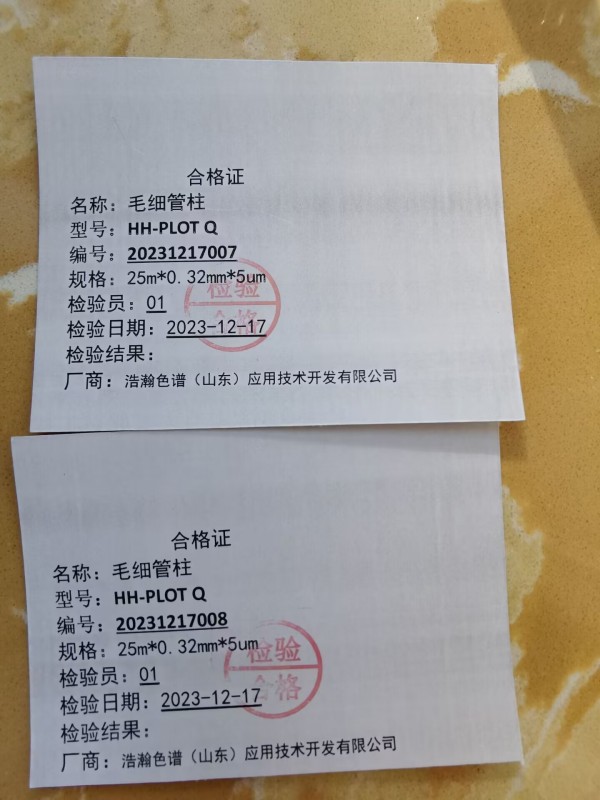 合格证
名称：毛细管柱
型号：HH-PLOT Q
编号：20231217007
规格：25m*0.32mm*5um
检验员：01
检验日期：2023-12-17
检验结果：
厂商：浩瀚色谱（山东）应用技术开发有限公司
检验
合格
合格证
名称：毛细管柱
型号：HH-PLOT Q
编号：20231217008
规格：25m*0.32mm*5um
检验员：01
检验日期：2023-12-17
检验结果：
厂商：浩瀚色谱（山东）应用技术开发有限公司
检验
合格